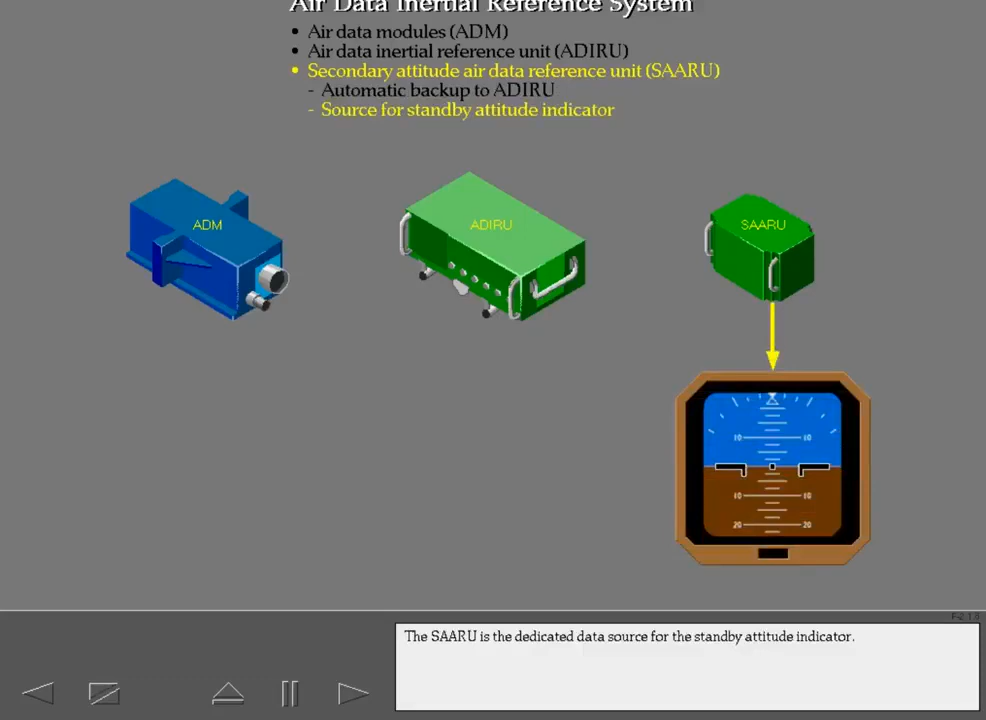 Air Data Inertial Reference System
• Air data modules (ADM)
• Air data inertial reference unit (ADIRU)
• Secondary attitude air data reference unit (SAARU)
- Automatic backup to ADIRU
- Source for standby attitude indicator
ADM
ADIRU
SAARU
10 10
10 10
20 20
The SAARU is the dedicated data source for the standby attitude indicator.